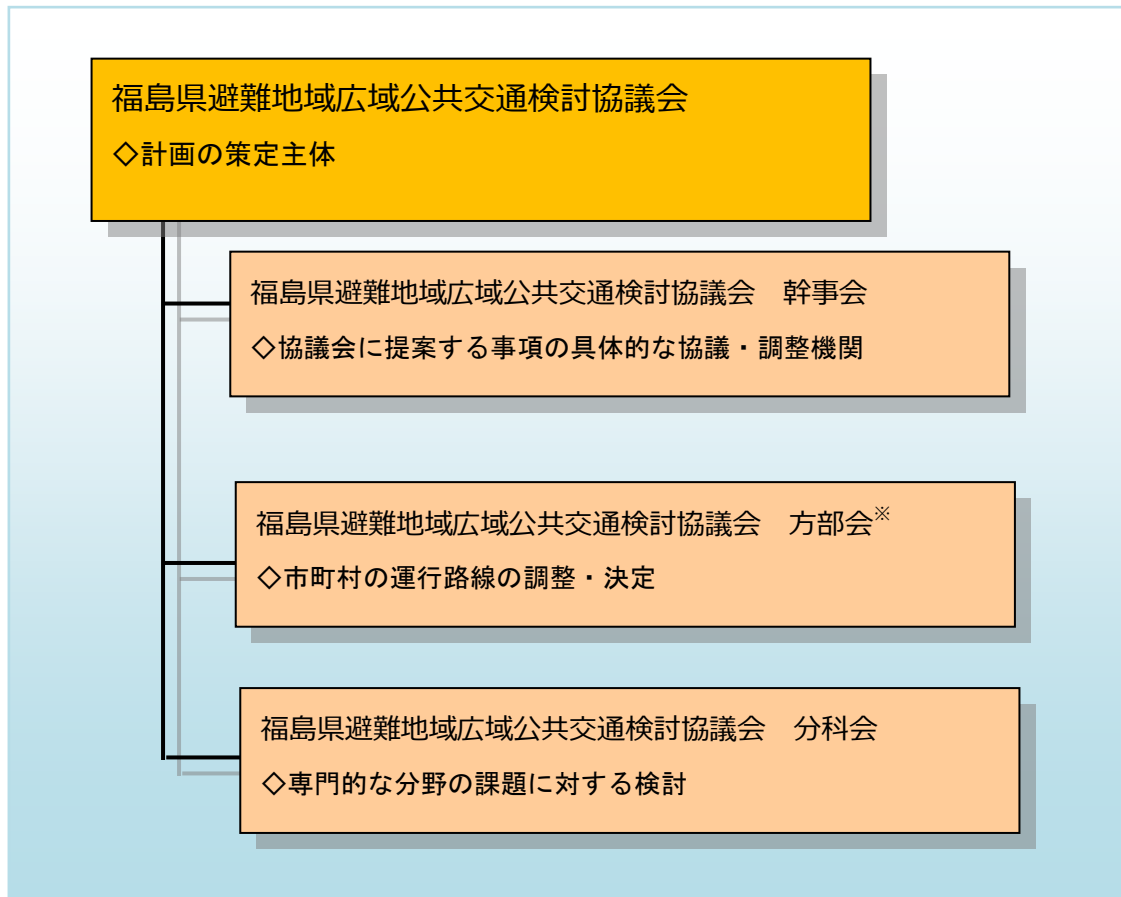 福島県避難地域広域公共交通検討協議会
◇計画の策定主体
福島県避難地域広域公共交通検討協議会　幹事会
◇協議会に提案する事項の具体的な協議・調整機関
福島県避難地域広域公共交通検討協議会　方部会※
◇市町村の運行路線の調整・決定
福島県避難地域広域公共交通検討協議会　分科会
◇専門的な分野の課題に対する検討